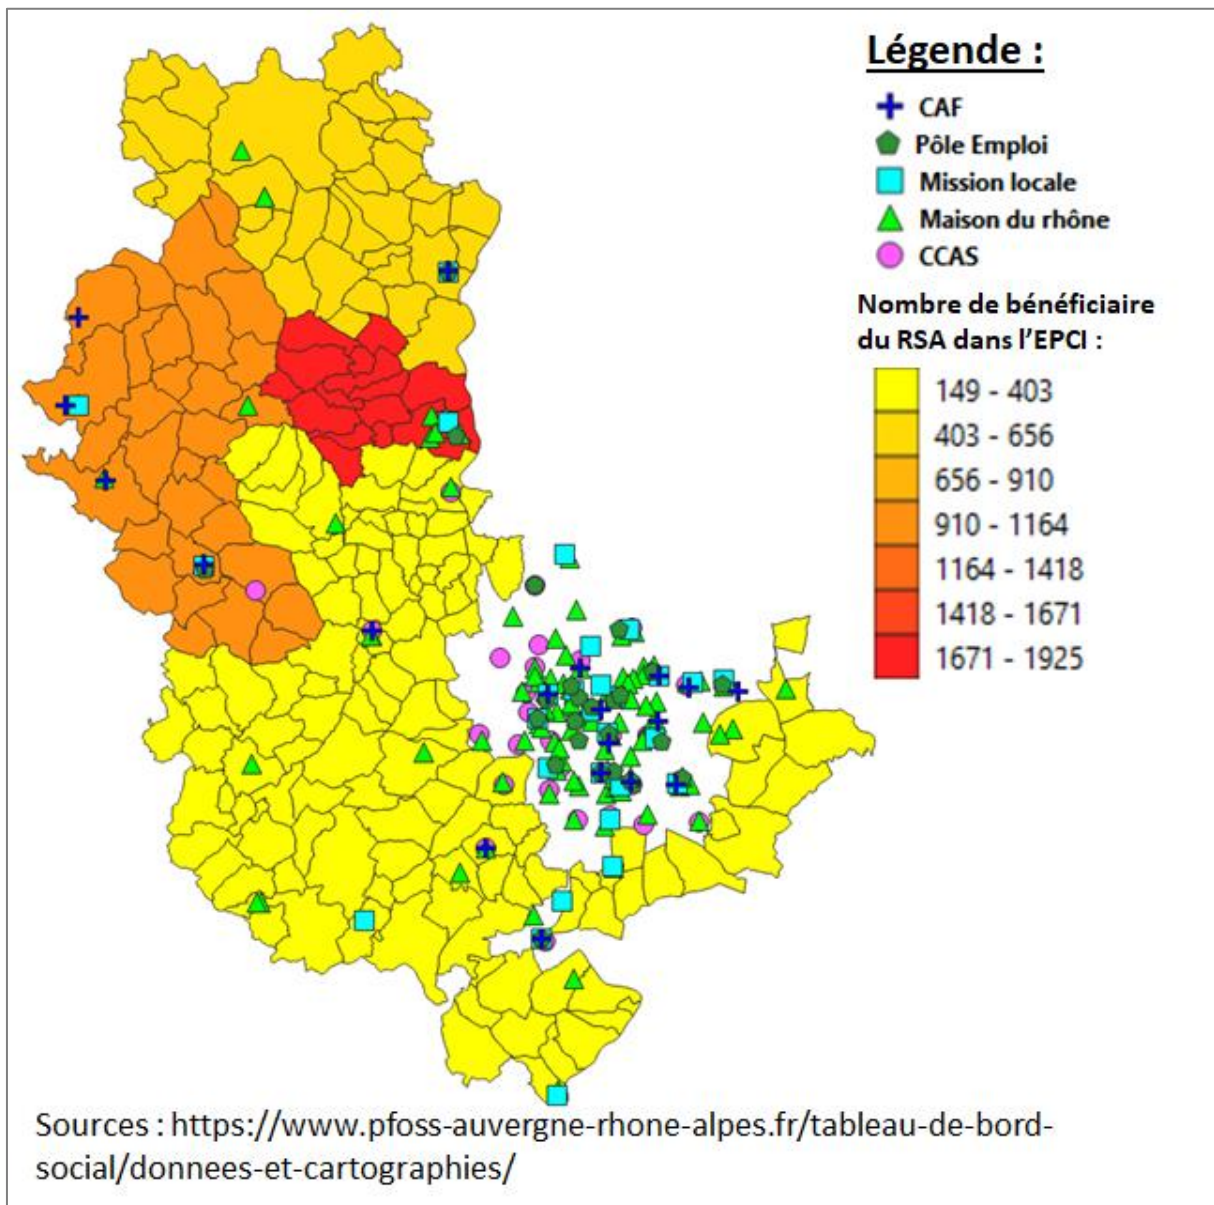 Légende :
CAF
Pôle Emploi
Mission locale
Maison du rhône
CCAS
Nombre de bénéficiaire
du RSA dans l’EPCI :
149 - 403
403 - 656
656 - 910
910 - 1164
1164 - 1418
1418 - 1671
1671 - 1925
Sources : https://www.pfoss-auvergne-rhone-alpes.fr/tableau-de-bord-
social/donnees-et-cartographies/